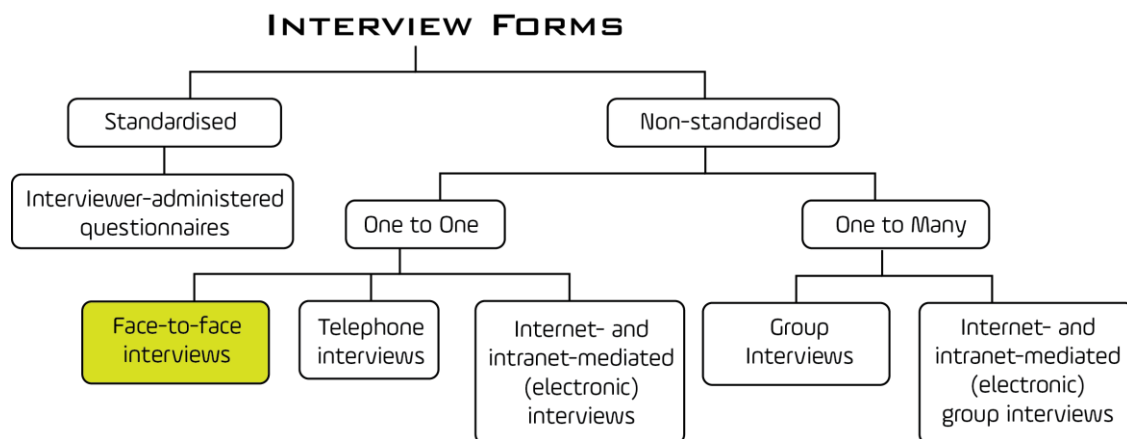 INTERVIEW FORMS
Standardised
Non-standardised
Interviewer-administered
questionnaires
One to One
One to Many
Face-to-face
interviews
Telephone
interviews
Internet- and
intranet-mediated
(electronic)
interviews
Group
Interviews
Internet- and
intranet-mediated
(electronic)
group interviews